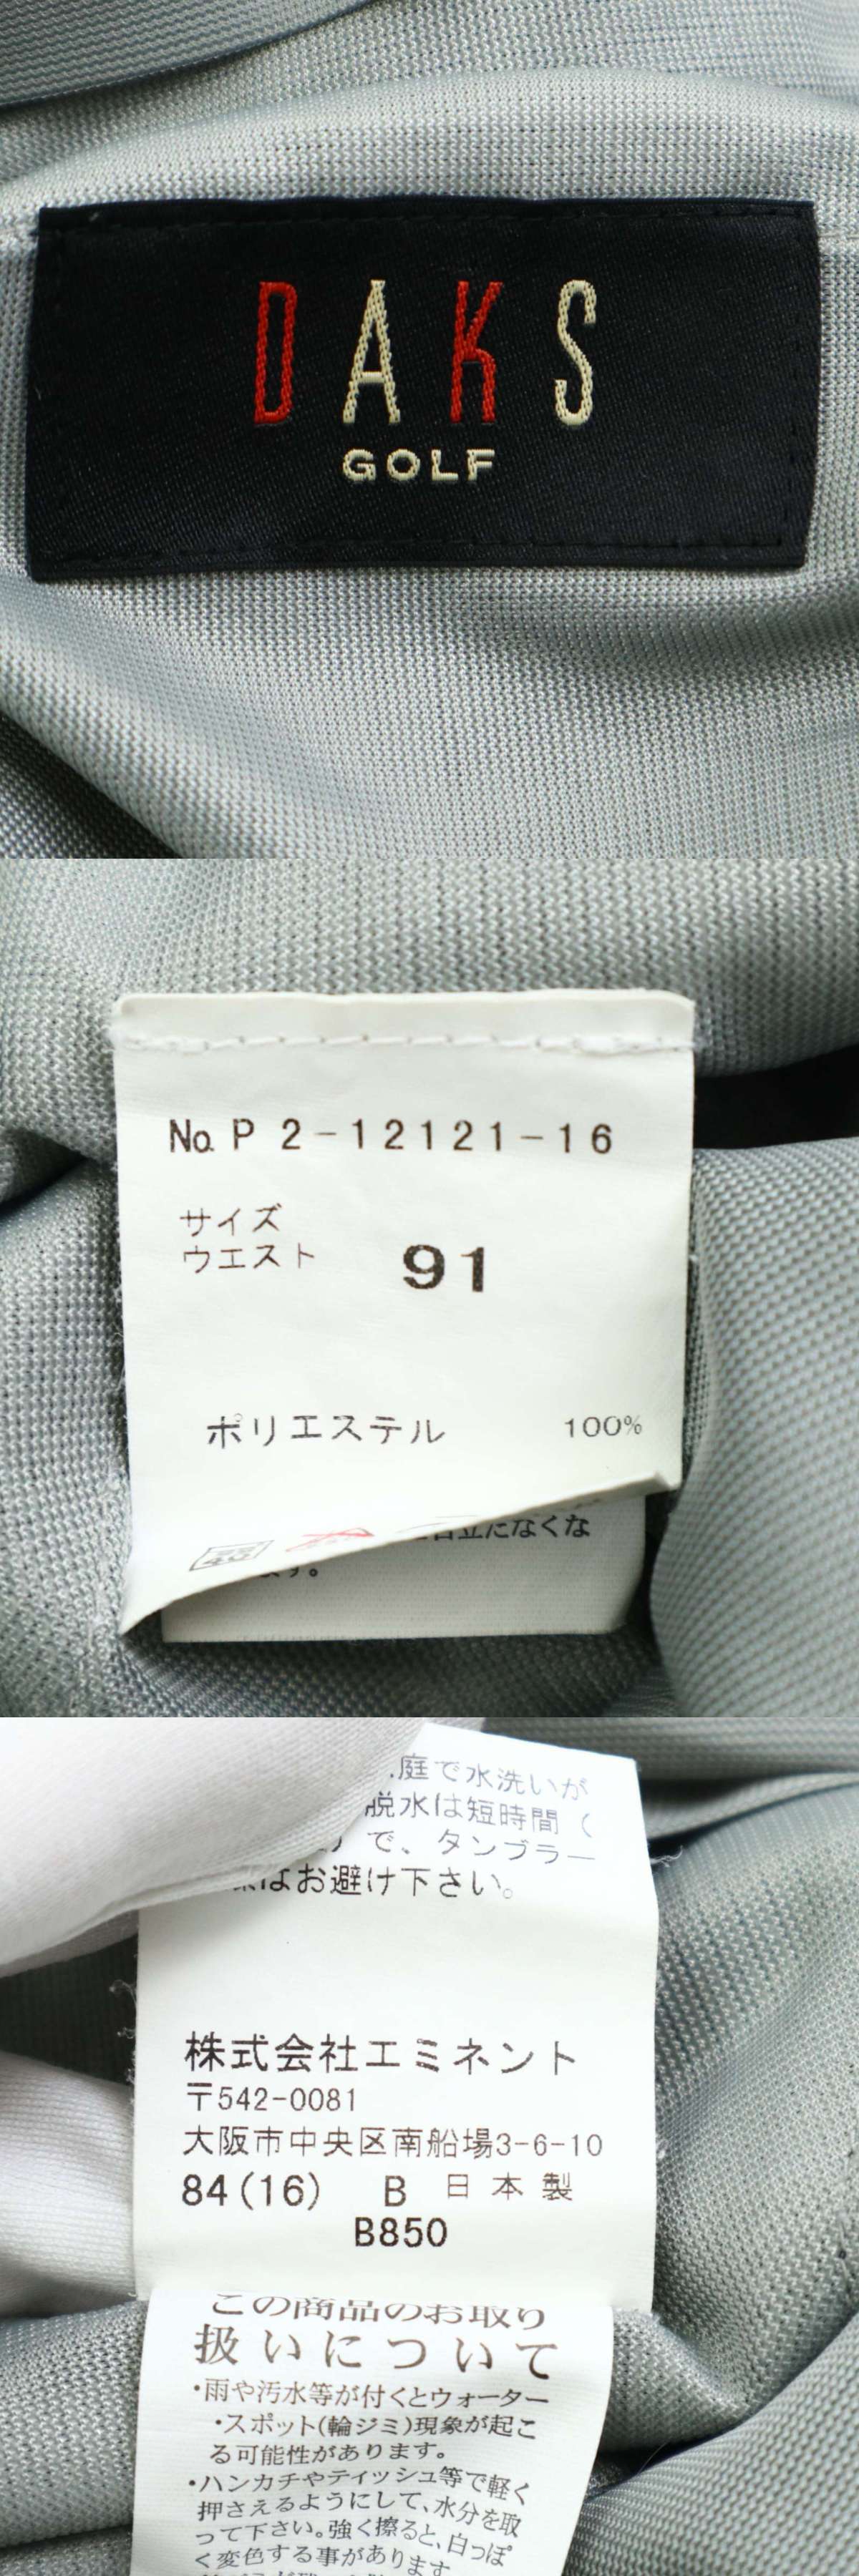 DAKS
GOLF
No. P 2-12121-16
サイズ
ウエスト 91
ポリエステル 100%
立たなくな
ます。
庭で水洗いが
脱水は短時間(
)で、タンブラー
はお避け下さい。
株式会社エミネント
〒542-0081
大阪市中央区南船場3-6-10
84(16) B 日本製
B850
この商品のお取り
扱いについて
・雨や汚水等が付くとウォーター
・スポット(輪ジミ)現象が起こ
る可能性があります。
・ハンカチやティッシュ等で軽く
押さえるようにして、水分を取
って下さい。強く擦ると、白っぽ
く変色する事があります